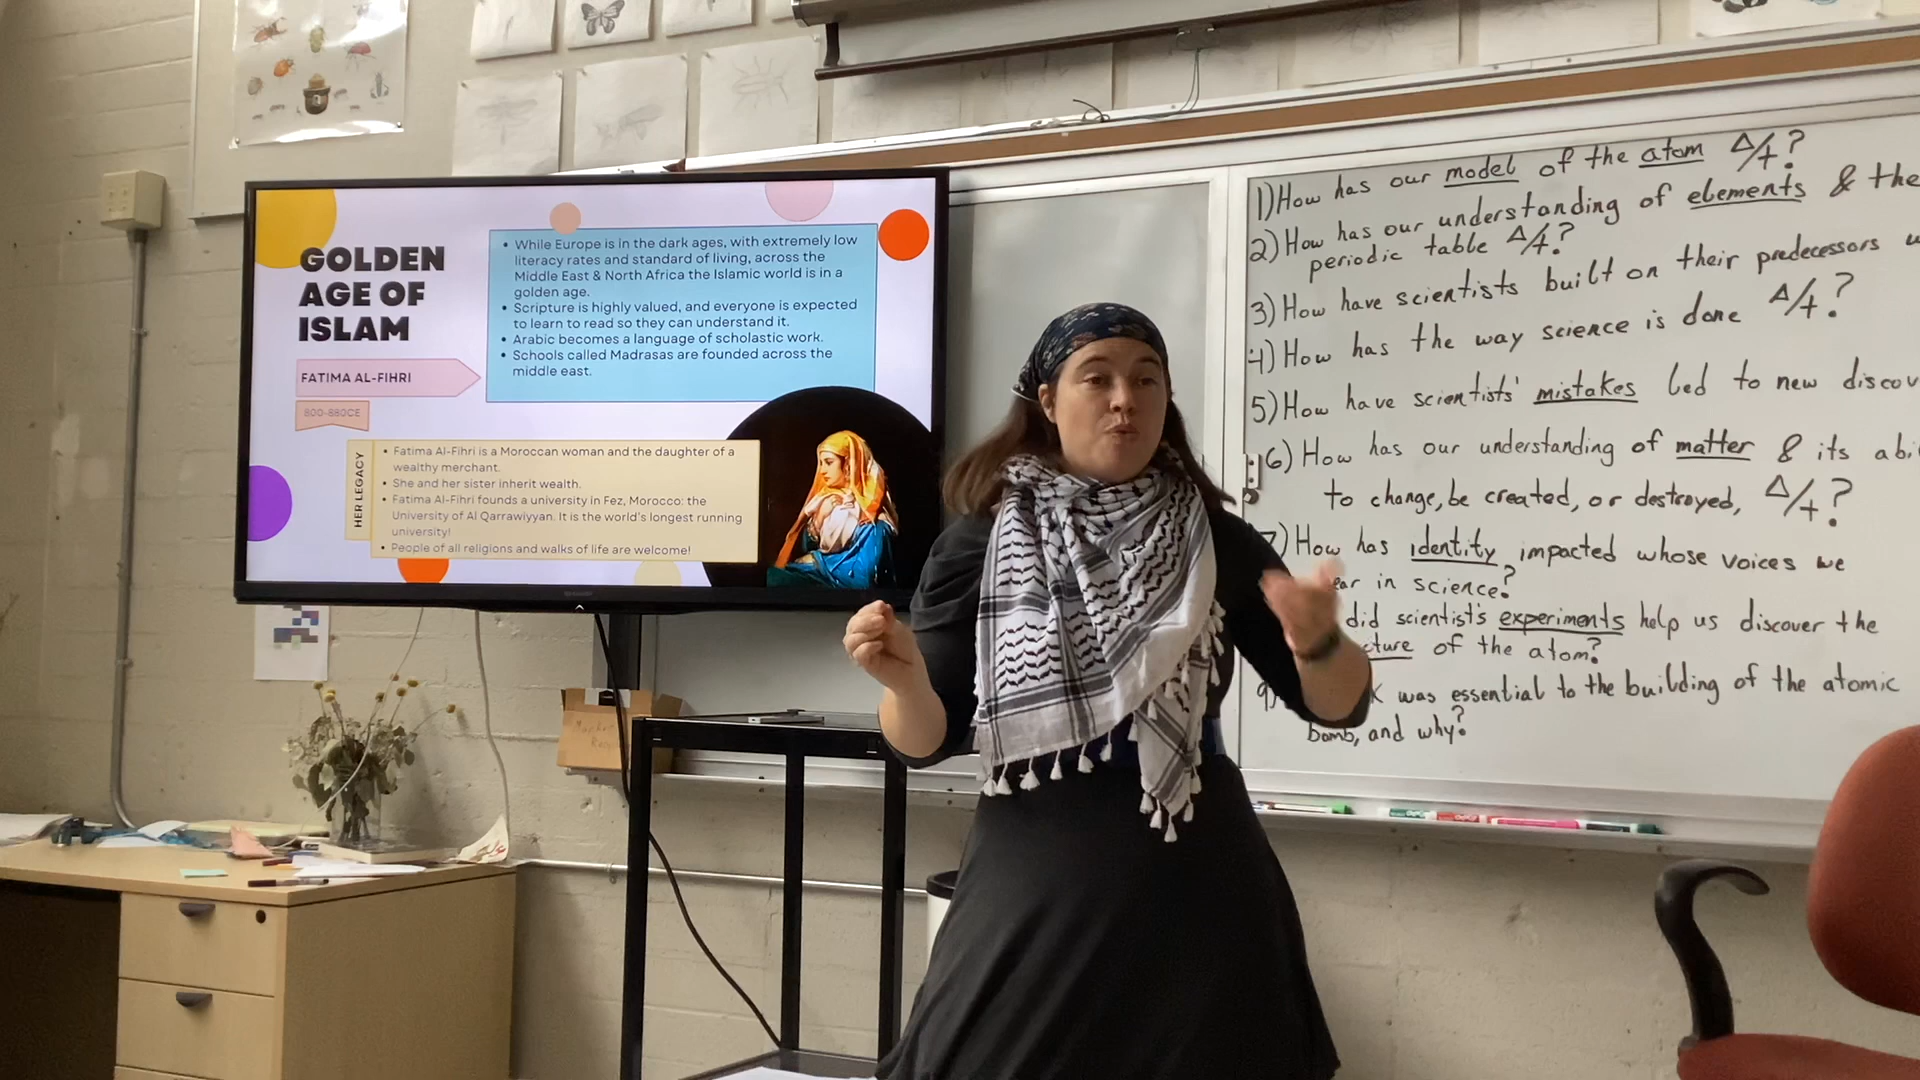 GOLDEN
AGE OF
ISLAM
FATIMA AL-FIHRI
800-880CE
• While Europe is in the dark ages, with extremely low
literacy rates and standard of living, across the
Middle East & North Africa the Islamic world is in a
golden age.
• Scripture is highly valued, and everyone is expected
to learn to read so they can understand it.
• Arabic becomes a language of scholastic work.
• Schools called Madrasas are founded across the
middle east.
HER LEGACY
• Fatima Al-Fihri is a Moroccan woman and the daughter of a
wealthy merchant.
• She and her sister inherit wealth.
• Fatima Al-Fihri founds a university in Fez, Morocco: the
University of Al Qarrawiyyan. It is the world's longest running
university!
• People of all religions and walks of life are welcome!
1) How has our model of the atom Δ/t?
2) How has our understanding of elements & the
periodic table Δ/t?
3) How have scientists built on their predecessors
4) How has the way science is done Δ/t?
5) How have scientists' mistakes led to new discov
6) How has our understanding of matter & its abi
to change, be created, or destroyed, Δ/t?
7) How has identity impacted whose voices we
ear in science?
did scientist's experiments help us discover the
cture of the atom?
9) K was essential to the building of the atomic
bomb, and why?